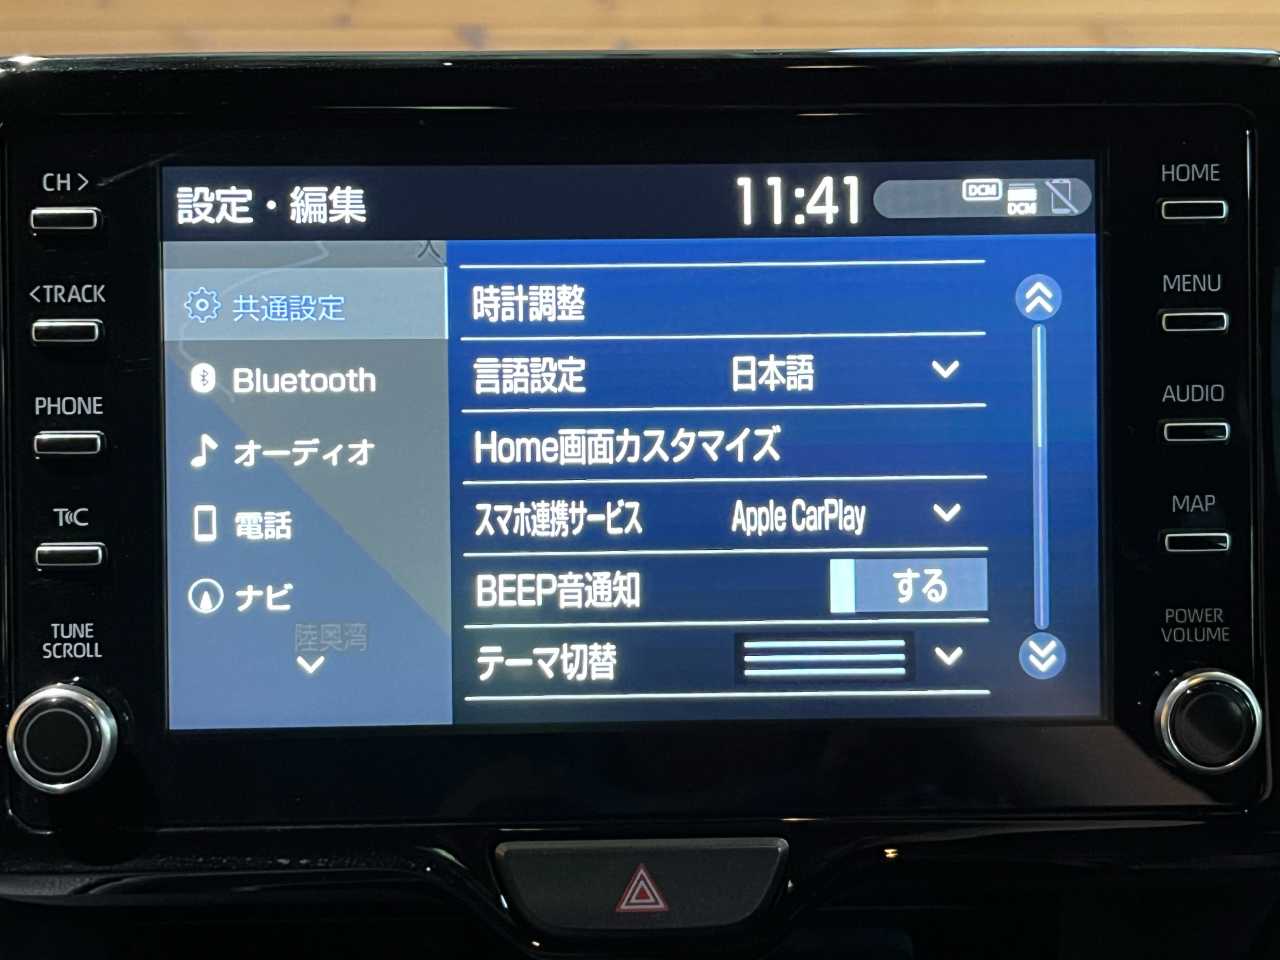 設定・編集
11:41
DCM
DCM
共通設定
Bluetooth
オーディオ
電話
ナビ
陸奥湾
時計調整
言語設定 日本語
Home画面カスタマイズ
スマホ連携サービス Apple CarPlay
BEEP音通知 する
テーマ切替
CH >
<TRACK
PHONE
TC
TUNE
SCROLL
HOME
MENU
AUDIO
MAP
POWER
VOLUME